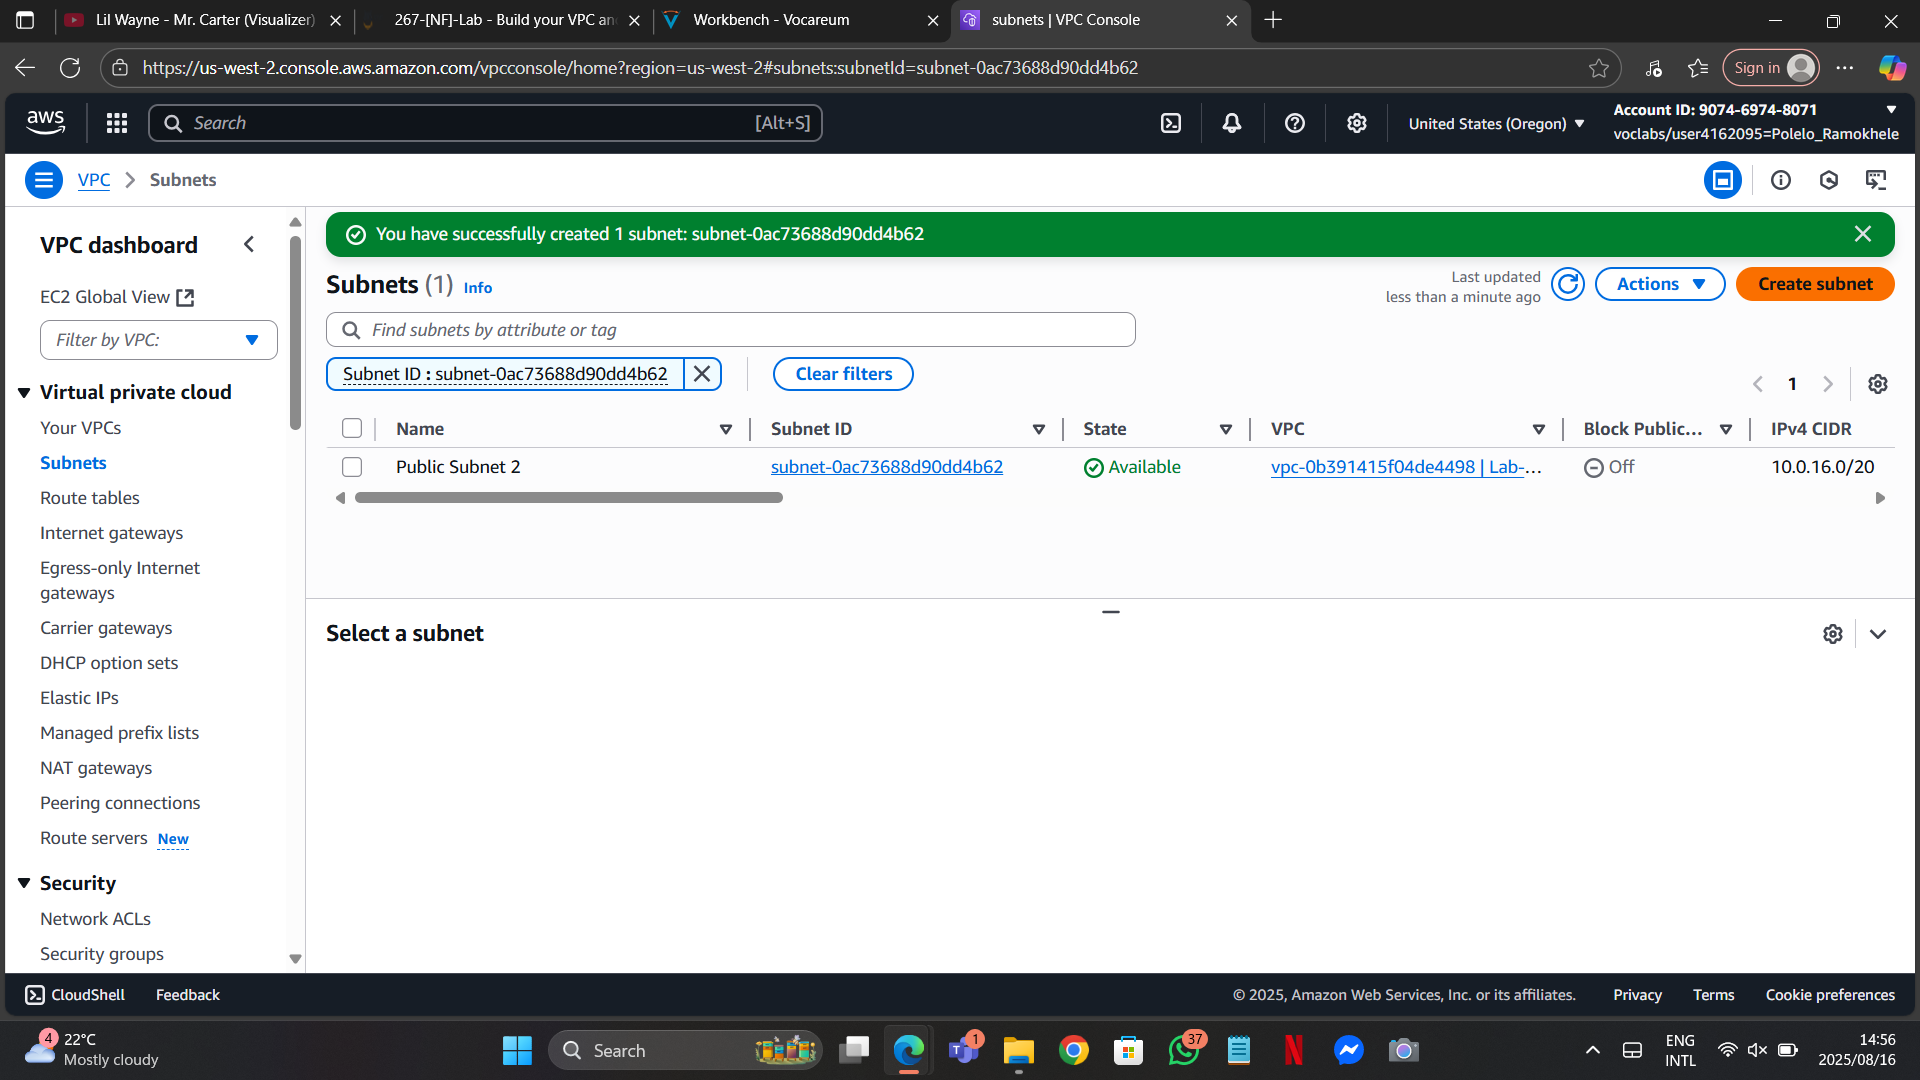 Lil Wayne - Mr. Carter (Visualizer)
267-[NF]-Lab - Build your VPC an
Workbench - Vocareum
subnets | VPC Console
https://us-west-2.console.aws.amazon.com/vpcconsole/home?region=us-west-2#subnets:subnetId=subnet-0ac73688d90dd4b62
Sign in
aws
Search
[Alt+S]
United States (Oregon)
Account ID: 9074-6974-8071
voclabs/user4162095=Polelo_Ramokhele
VPC
Subnets
VPC dashboard
EC2 Global View
Filter by VPC:
Virtual private cloud
Your VPCs
Subnets
Route tables
Internet gateways
Egress-only Internet
gateways
Carrier gateways
DHCP option sets
Elastic IPs
Managed prefix lists
NAT gateways
Peering connections
Route servers New
Security
Network ACLs
Security groups
You have successfully created 1 subnet: subnet-0ac73688d90dd4b62
Subnets (1) Info
Last updated
less than a minute ago
Actions
Create subnet
Find subnets by attribute or tag
Subnet ID : subnet-0ac73688d90dd4b62
Clear filters
1
Name
Subnet ID
State
VPC
Block Public...
IPv4 CIDR
Public Subnet 2
subnet-0ac73688d90dd4b62
Available
vpc-0b391415f04de4498 | Lab-...
Off
10.0.16.0/20
Select a subnet
CloudShell
Feedback
© 2025, Amazon Web Services, Inc. or its affiliates.
Privacy
Terms
Cookie preferences
4
22°C
Mostly cloudy
Search
1
37
ENG
INTL
14:56
2025/08/16